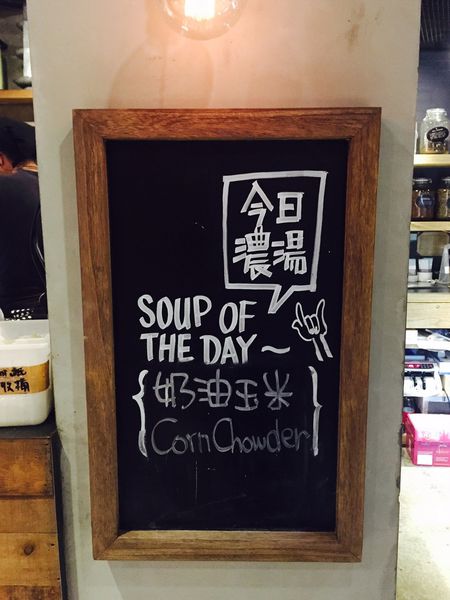 今日
濃湯
SOUP OF
THE DAY~
{奶油玉米
Corn Chowder}